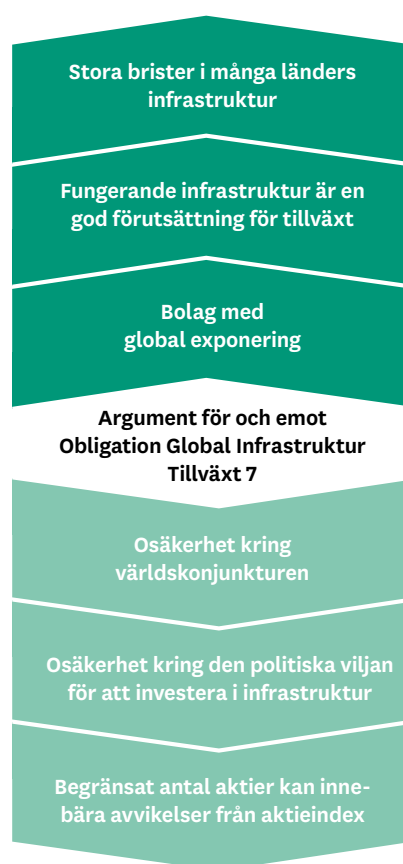 Stora brister i många länders
infrastruktur
Fungerande infrastruktur är en
god förutsättning för tillväxt
Bolag med
global exponering
Argument för och emot
Obligation Global Infrastruktur
Tillväxt 7
Osäkerhet kring
världskonjunkturen
Osäkerhet kring den politiska viljan
för att investera i infrastruktur
Begränsat antal aktier kan inne-
bära avvikelser från aktieindex